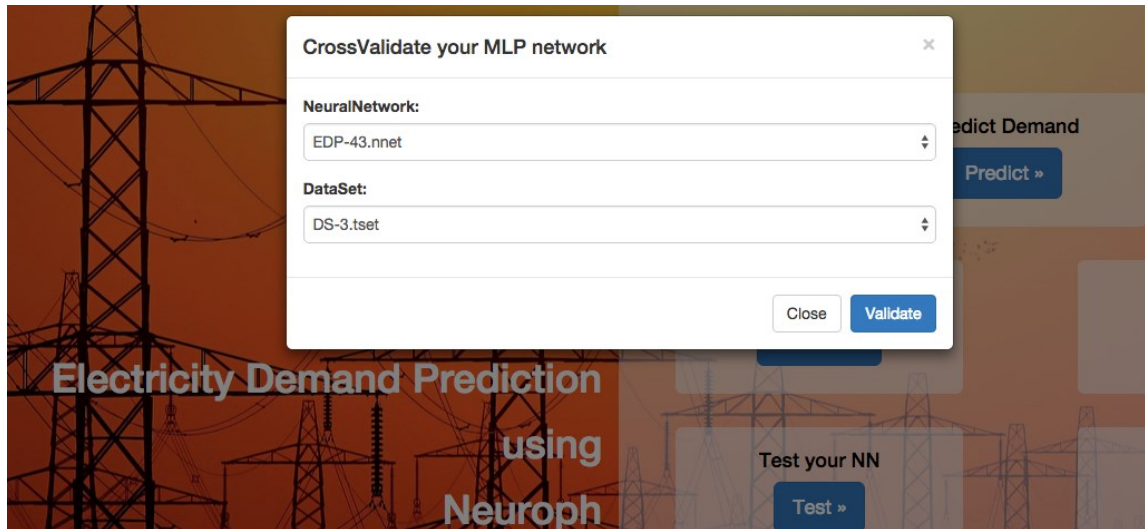 CrossValidate your MLP network
×
NeuralNetwork:
EDP-43.nnet
DataSet:
DS-3.tset
Close
Validate
Demand
Predict »
Electricity Demand Prediction
using
Neuroph
Test your NN
Test »